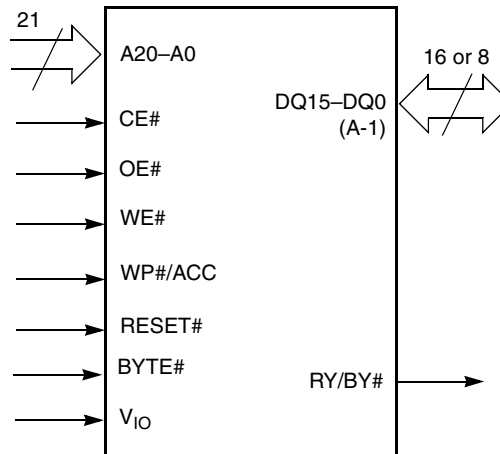 21
A20–A0
16 or 8
DQ15–DQ0
(A-1)
CE#
OE#
WE#
WP#/ACC
RESET#
BYTE#
RY/BY#
VIO